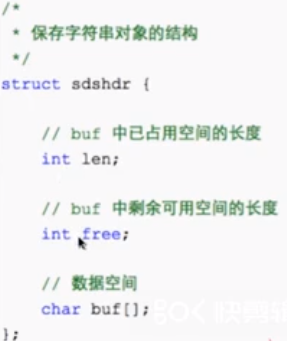 /*
 * 保存字符串对象的结构
 */
struct sdshdr {
    // buf 中已占用空间的长度
    int len;
    // buf 中剩余可用空间的长度
    int free;
    // 数据空间
    char buf[];
};